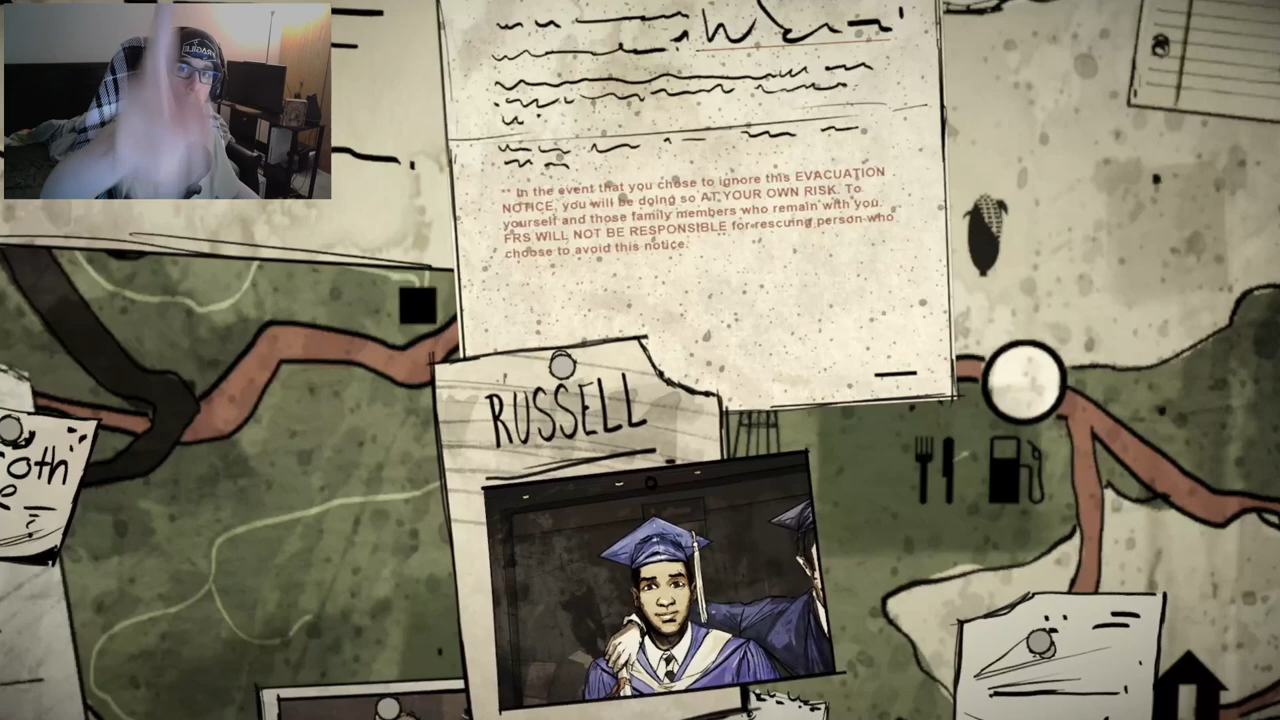 ** In the event that you chose to ignore this EVACUATION
NOTICE, you will be doing so AT YOUR OWN RISK. To
yourself and those family members who remain with you.
FRS WILL NOT BE RESPONSIBLE for rescuing person who
choose to avoid this notice.
RUSSELL
oth